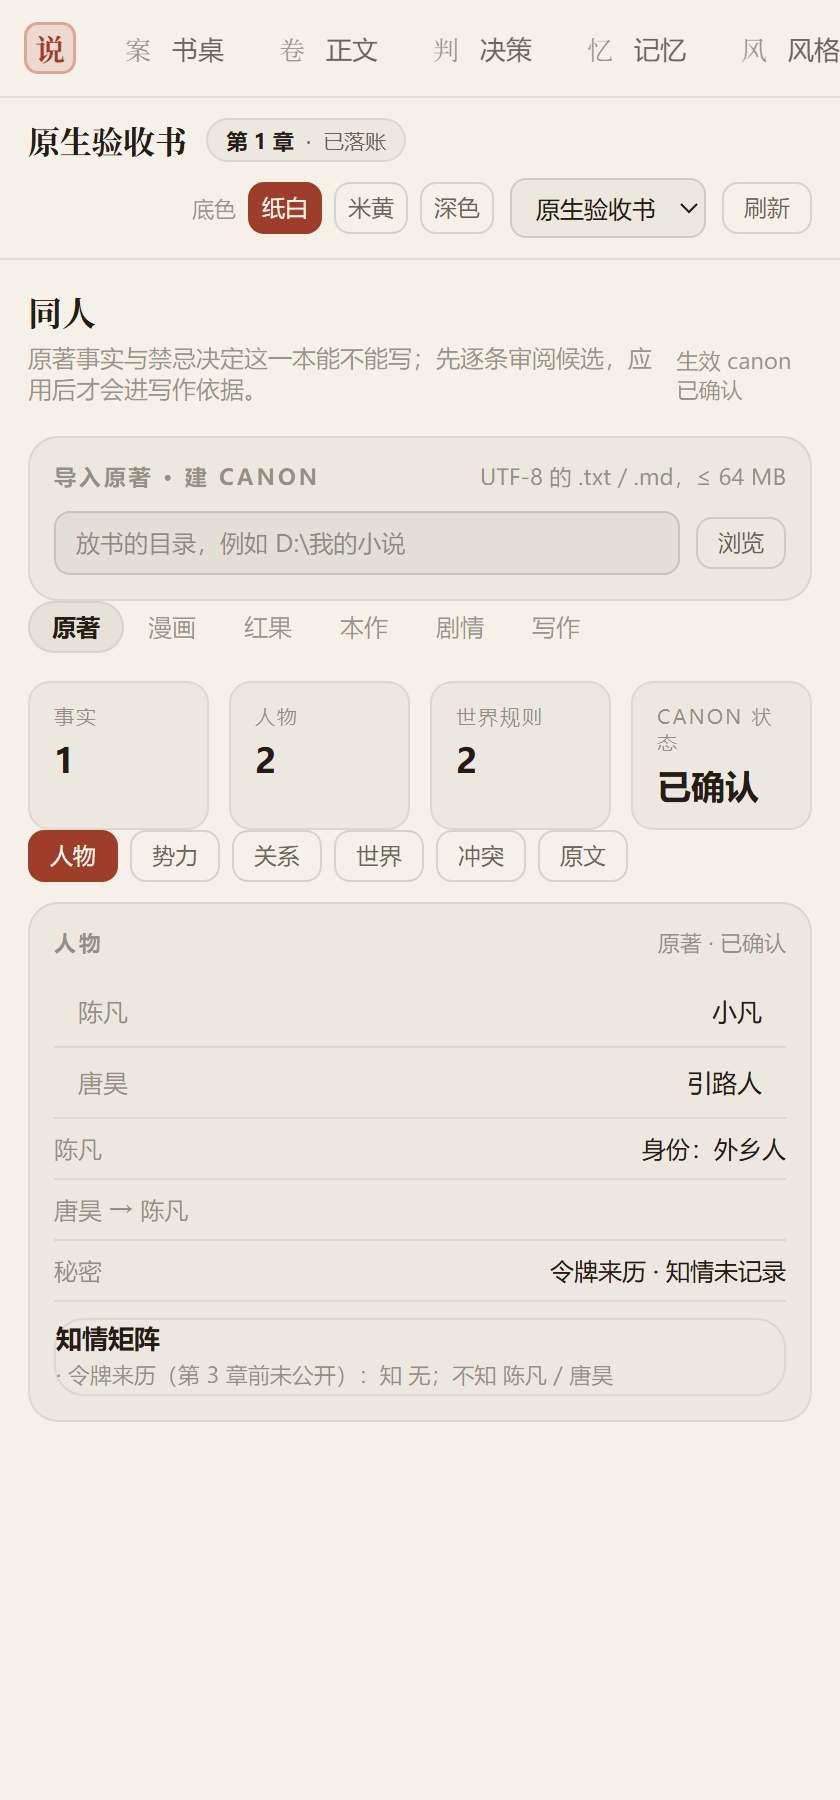 说 案 书桌 卷 正文 判 决策 忆 记忆 风 风格
原生验收书 第 1 章 · 已落账
底色 纸白 米黄 深色 原生验收书 刷新
同人
原著事实与禁忌决定这一本能不能写；先逐条审阅候选，应
用后才会进写作依据。
生效 canon
已确认
导入原著 • 建 CANON UTF-8 的 .txt / .md，≤ 64 MB
放书的目录，例如 D:\我的小说 浏览
原著 漫画 红果 本作 剧情 写作
事实
1
人物
2
世界规则
2
CANON 状
态
已确认
人物 势力 关系 世界 冲突 原文
人物 原著 · 已确认
陈凡 小凡
唐昊 引路人
陈凡 身份：外乡人
唐昊 → 陈凡
秘密 令牌来历 · 知情未记录
知情矩阵
· 令牌来历（第 3 章前未公开）：知 无；不知 陈凡 / 唐昊